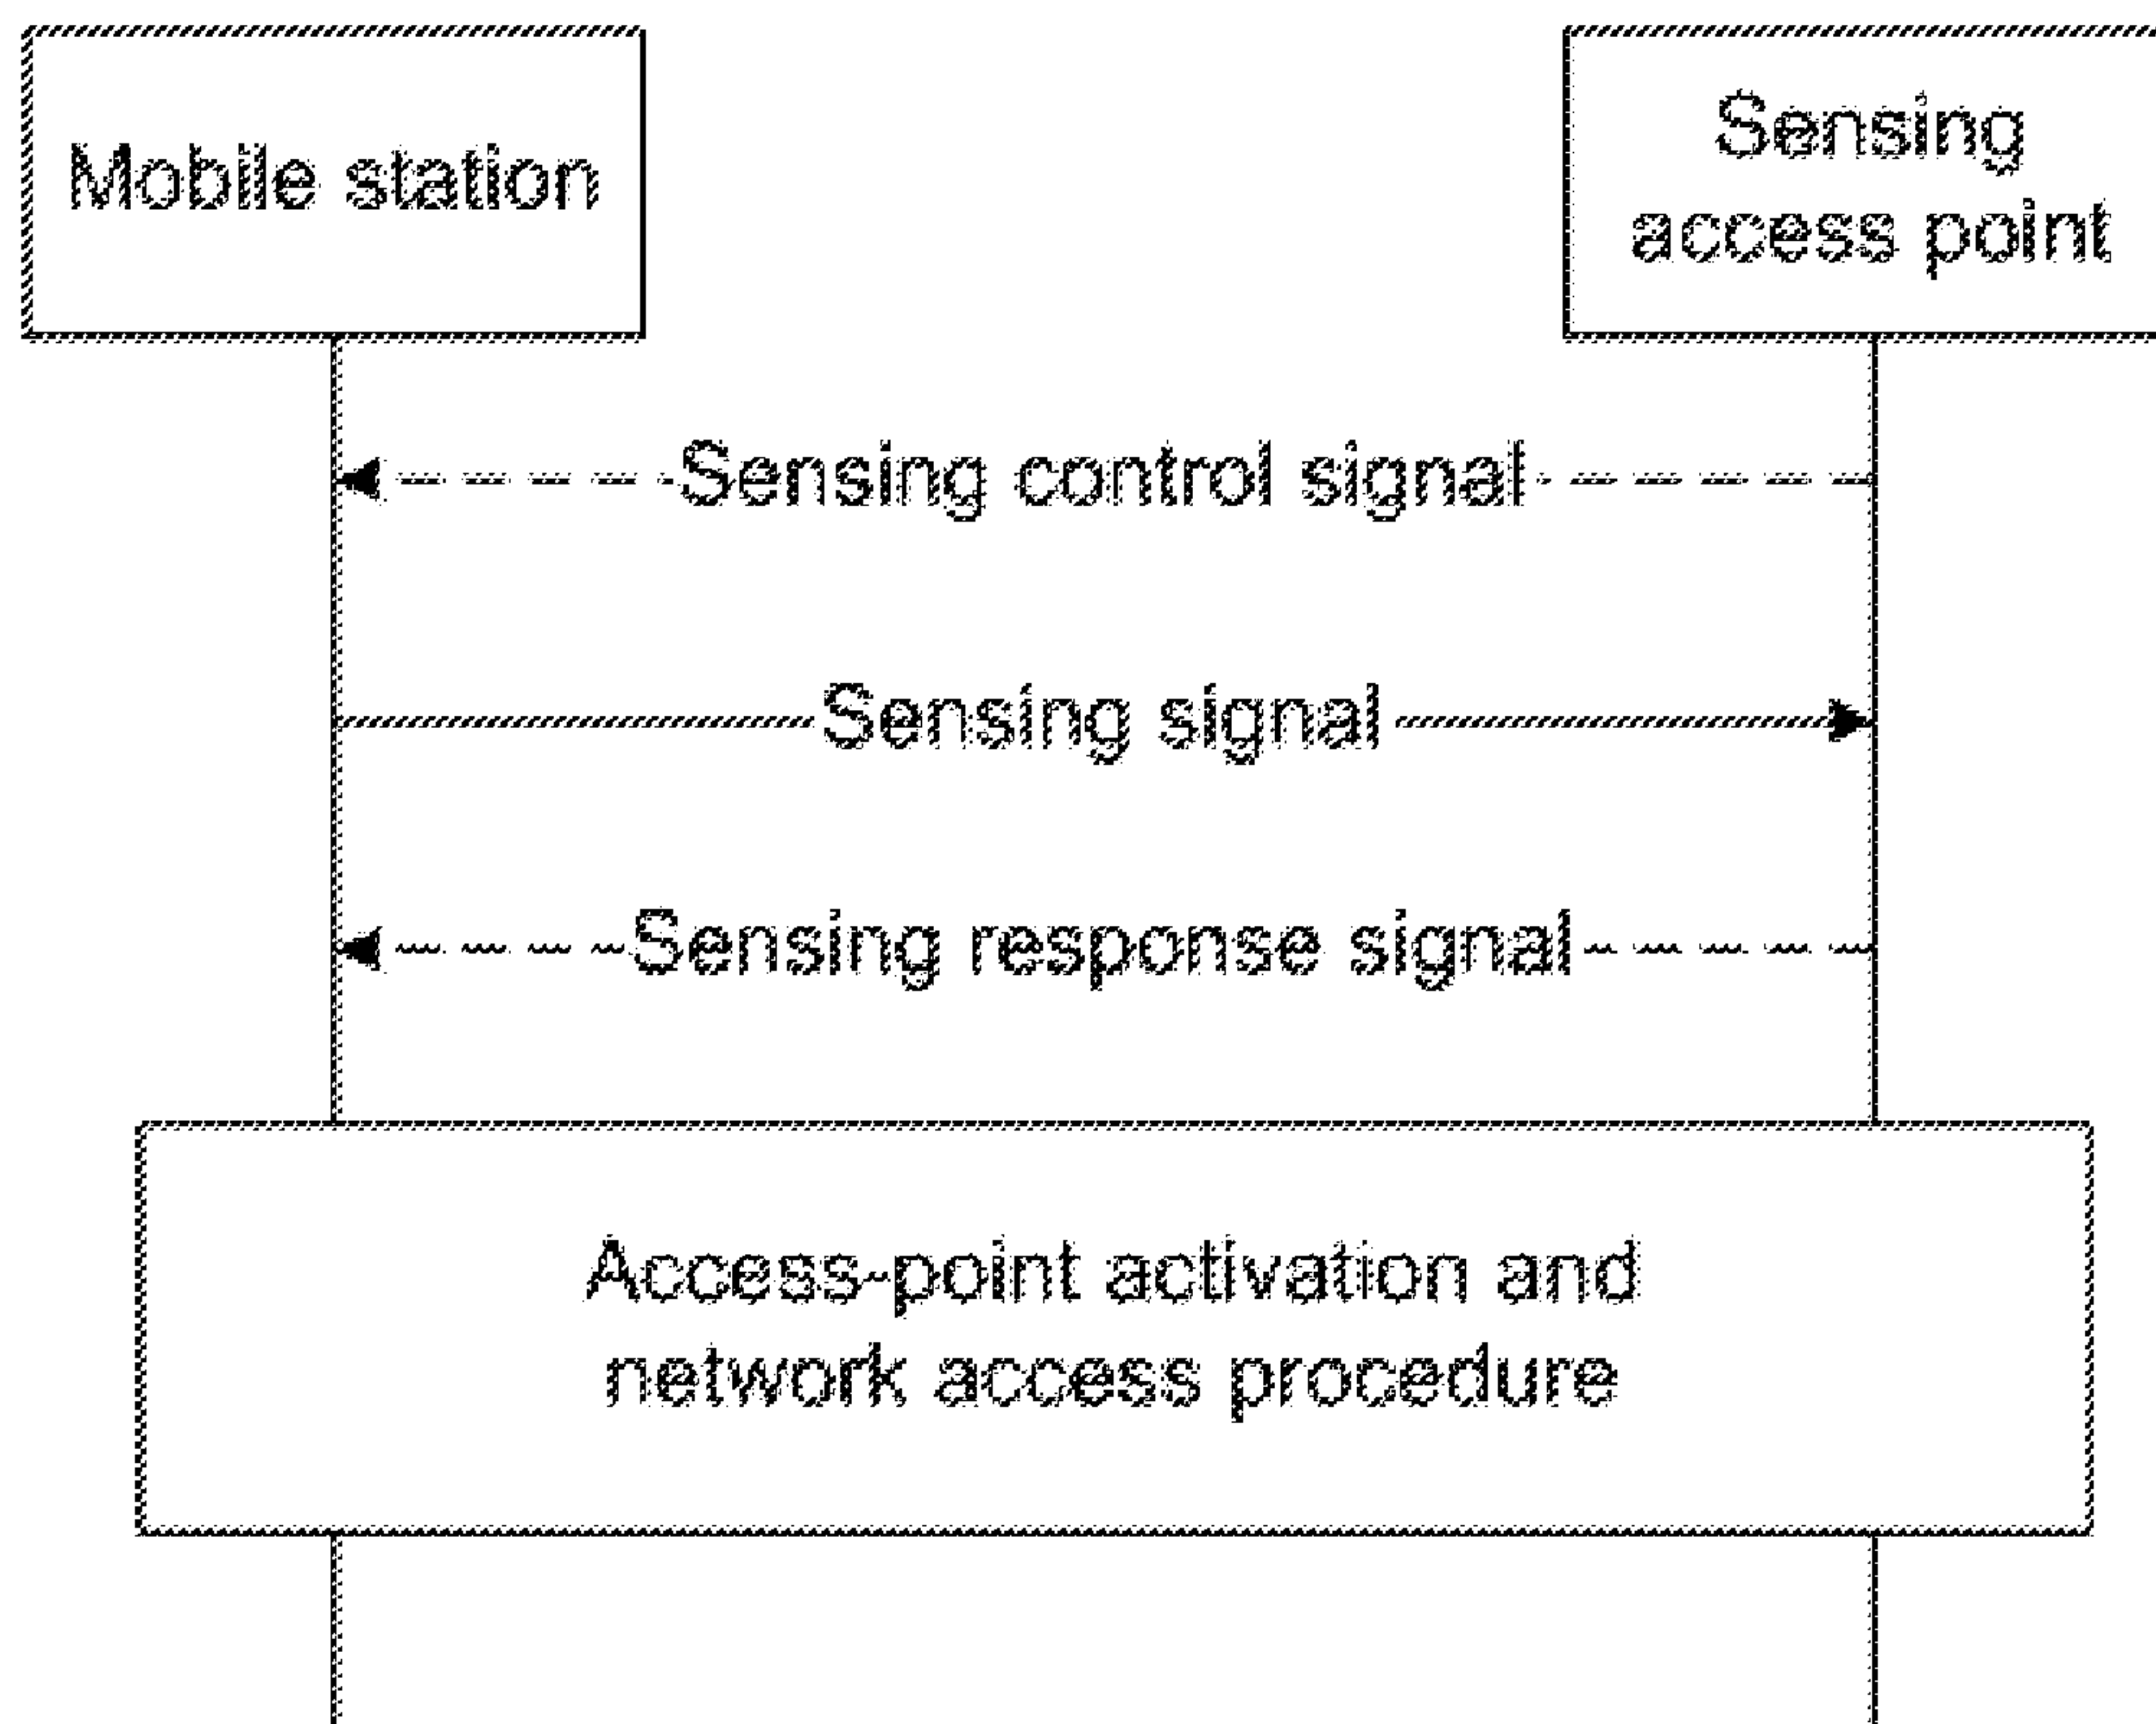 Mobile station
Sensing
access point
Sensing control signal
Sensing signal
Sensing response signal
Access-point activation and
network access procedure